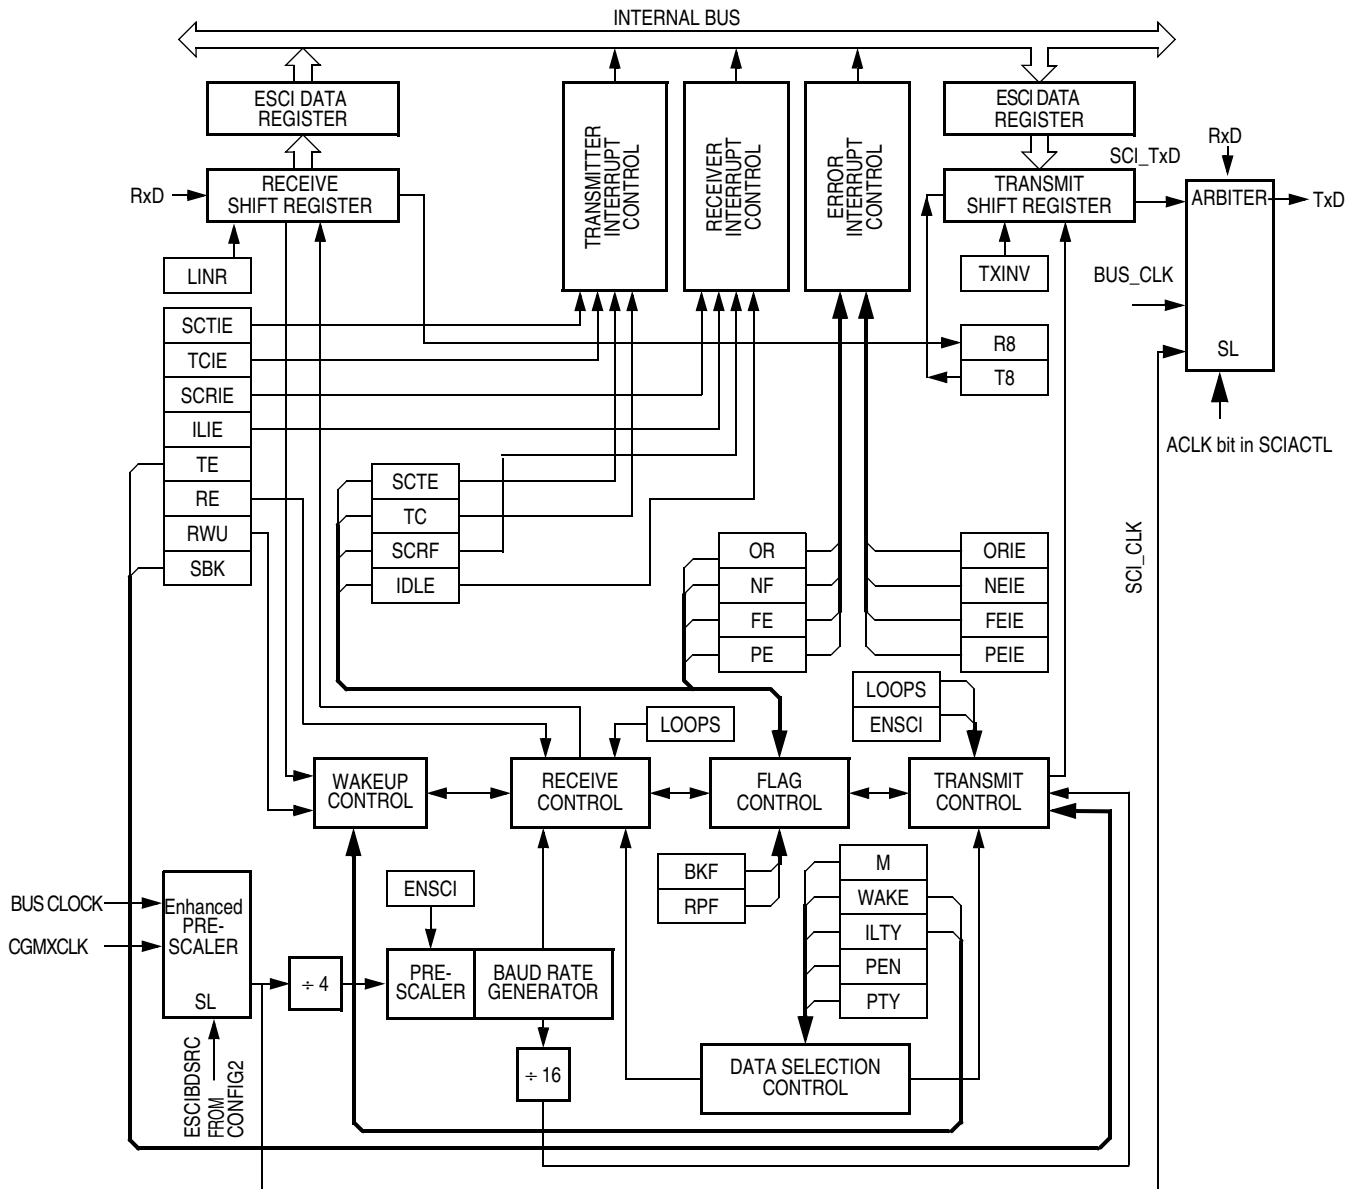 INTERNAL BUS
ESCI DATA
REGISTER
TRANSMITTER
INTERRUPT
CONTROL
RECEIVER
INTERRUPT
CONTROL
ERROR
INTERRUPT
CONTROL
ESCI DATA
REGISTER
RxD
RECEIVE
SHIFT REGISTER
TRANSMIT
SHIFT REGISTER
SCI_TxD
RxD
ARBITER
TxD
LINR
TXINV
BUS_CLK
SL
ACLK bit in SCIACTL
SCTIE
TCIE
SCRIE
ILIE
TE
RE
RWU
SBK
R8
T8
SCTE
TC
SCRF
IDLE
OR
NF
FE
PE
ORIE
NEIE
FEIE
PEIE
SCI_CLK
LOOPS
LOOPS
ENSCI
WAKEUP
CONTROL
RECEIVE
CONTROL
FLAG
CONTROL
TRANSMIT
CONTROL
BKF
RPF
M
WAKE
ILTY
PEN
PTY
BUS CLOCK
CGMXCLK
Enhanced
PRE-
SCALER
SL
ESCIBDSRC
FROM
CONFIG2
÷ 4
ENSCI
PRE-
SCALER
BAUD RATE
GENERATOR
÷ 16
DATA SELECTION
CONTROL